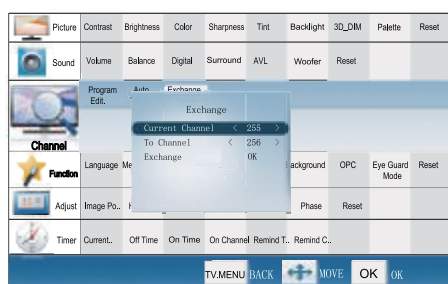 Picture Contrast Brightness Color Sharpness Tint Backlight 3D_DIM Palette Reset
Sound Volume Balance Digital Surround AVL Woofer Reset
Program Auto Exchange
Edit.
Channel
Exchange
Current Channel < 255 >
To Channel < 256 >
Exchange OK
Function Language Me ackground OPC Eye Guard Reset
Mode
Adjust Image Po.. Phase Reset
Timer Current.. Off Time On Time On Channel Remind T.. Remind C..
TV.MENU BACK MOVE OK OK